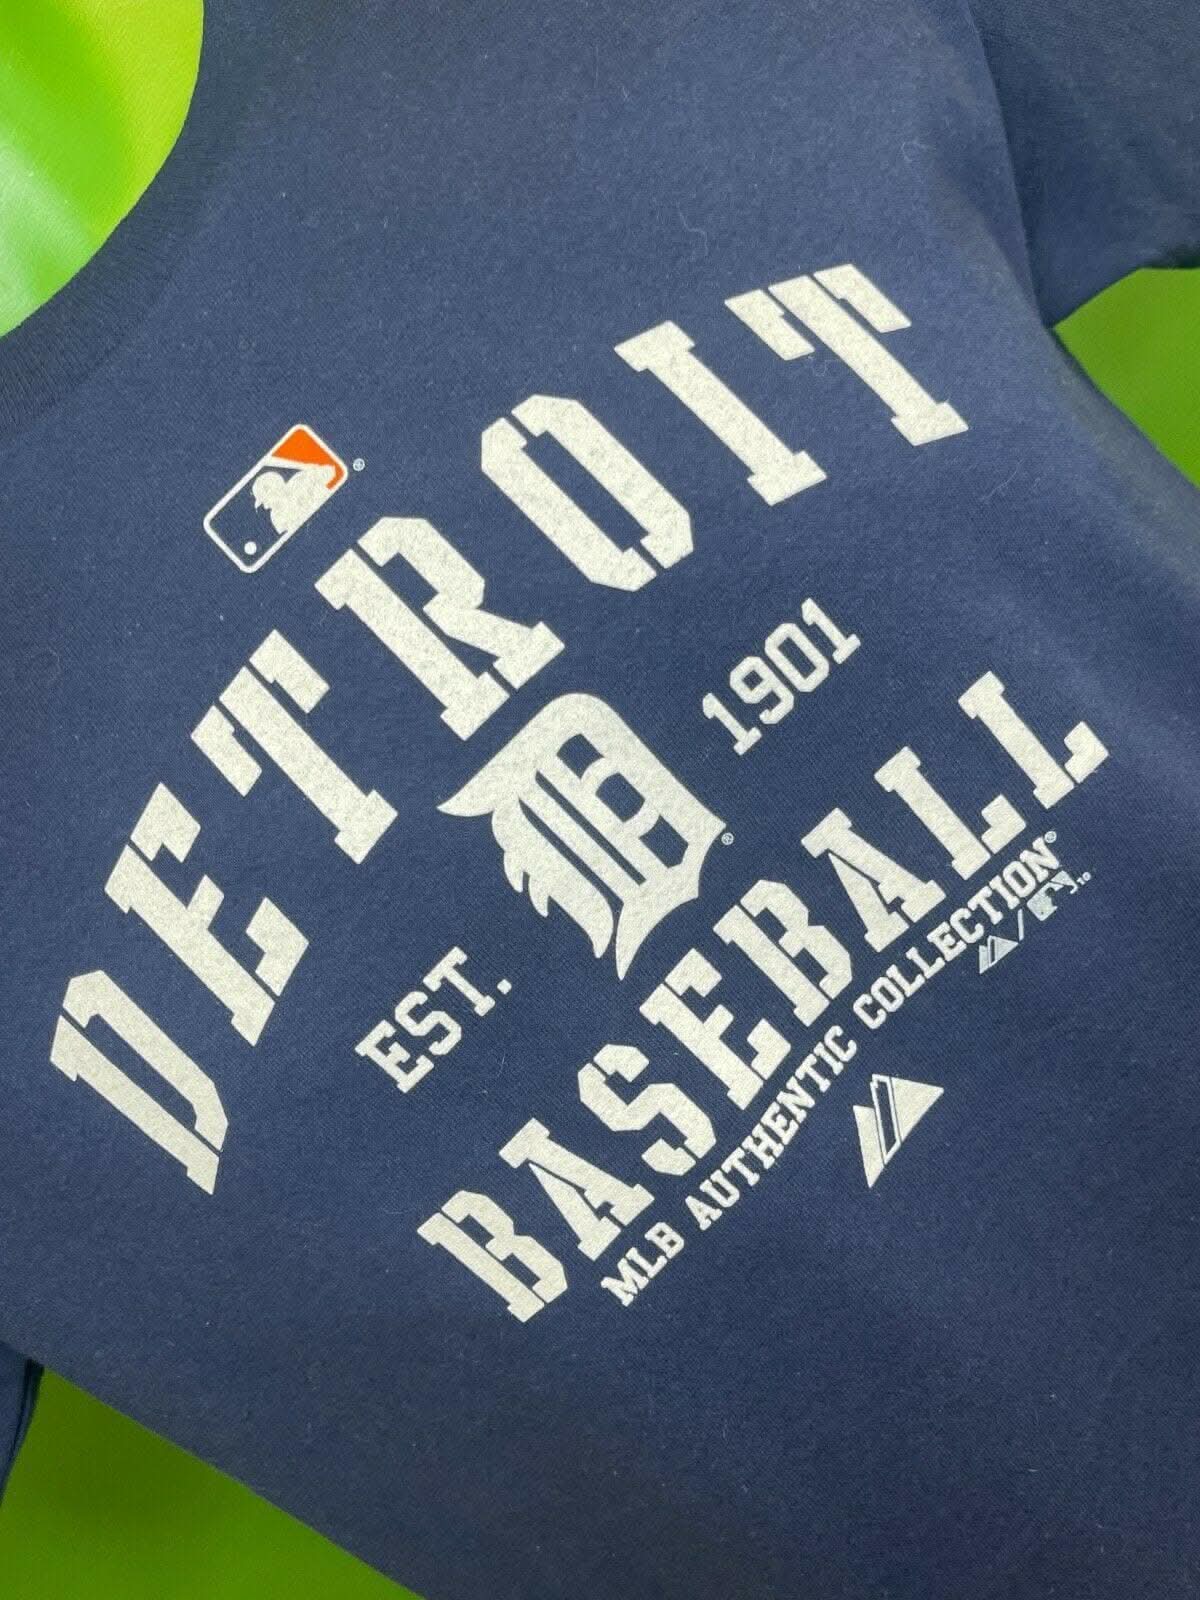 DETROIT
EST. D® 1901
BASEBALL
MLB AUTHENTIC COLLECTION®